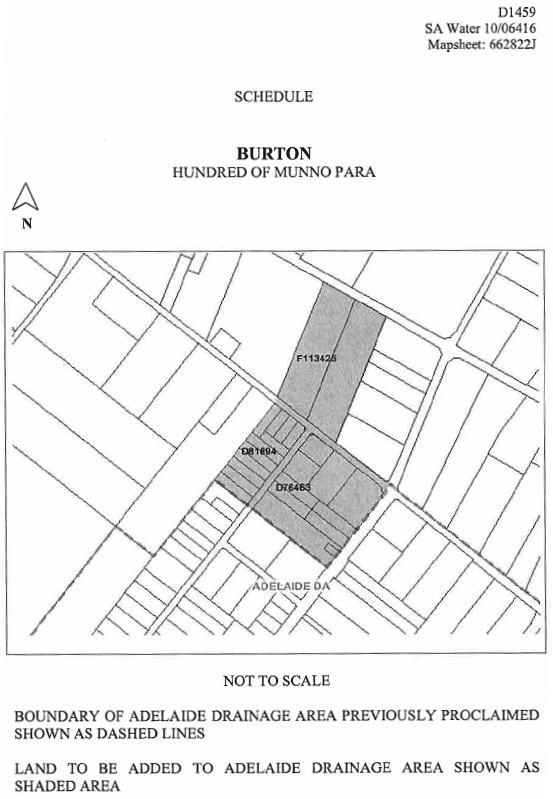 D1459
SA Water 10/06416
Mapsheet: 662822J
SCHEDULE
BURTON
HUNDRED OF MUNNO PARA
N
F113425
D81694
D76463
ADELAIDE DA
NOT TO SCALE
BOUNDARY OF ADELAIDE DRAINAGE AREA PREVIOUSLY PROCLAIMED
SHOWN AS DASHED LINES
LAND TO BE ADDED TO ADELAIDE DRAINAGE AREA SHOWN AS
SHADED AREA